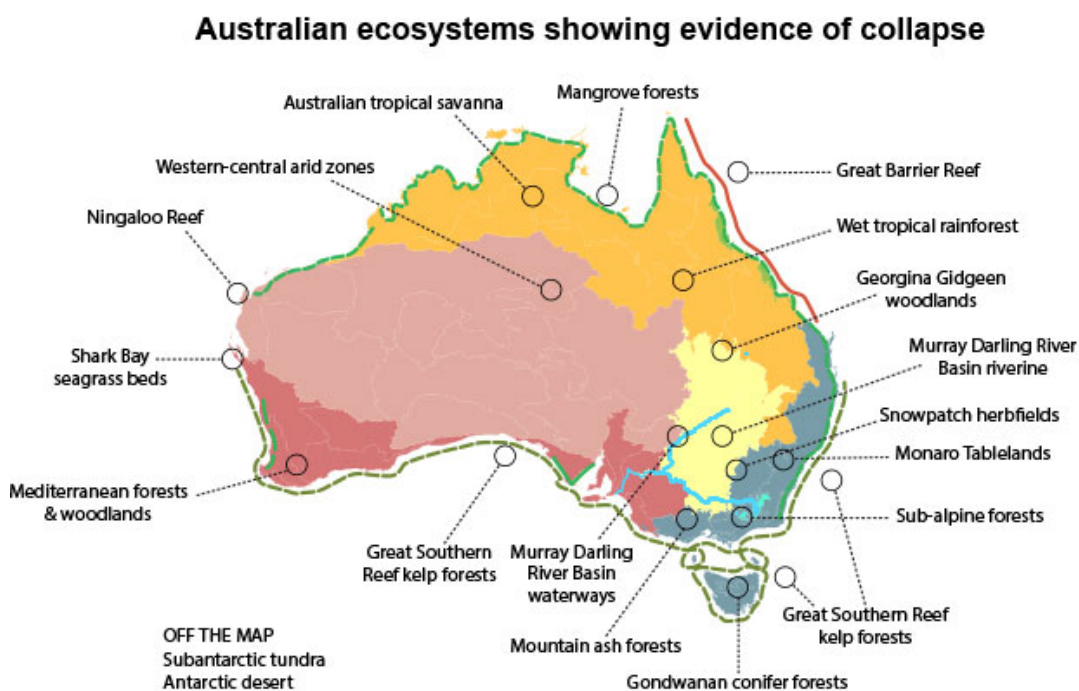 Australian ecosystems showing evidence of collapse
Mangrove forests
Australian tropical savanna
Western-central arid zones
Great Barrier Reef
Ningaloo Reef
Wet tropical rainforest
Georgina Gidgeen
woodlands
Shark Bay
seagrass beds
Murray Darling River
Basin riverine
Snowpatch herbfields
Monaro Tablelands
Mediterranean forests
& woodlands
Sub-alpine forests
Great Southern
Reef kelp forests
Murray Darling
River Basin
waterways
Great Southern Reef
kelp forests
Mountain ash forests
Gondwanan conifer forests
OFF THE MAP
Subantarctic tundra
Antarctic desert